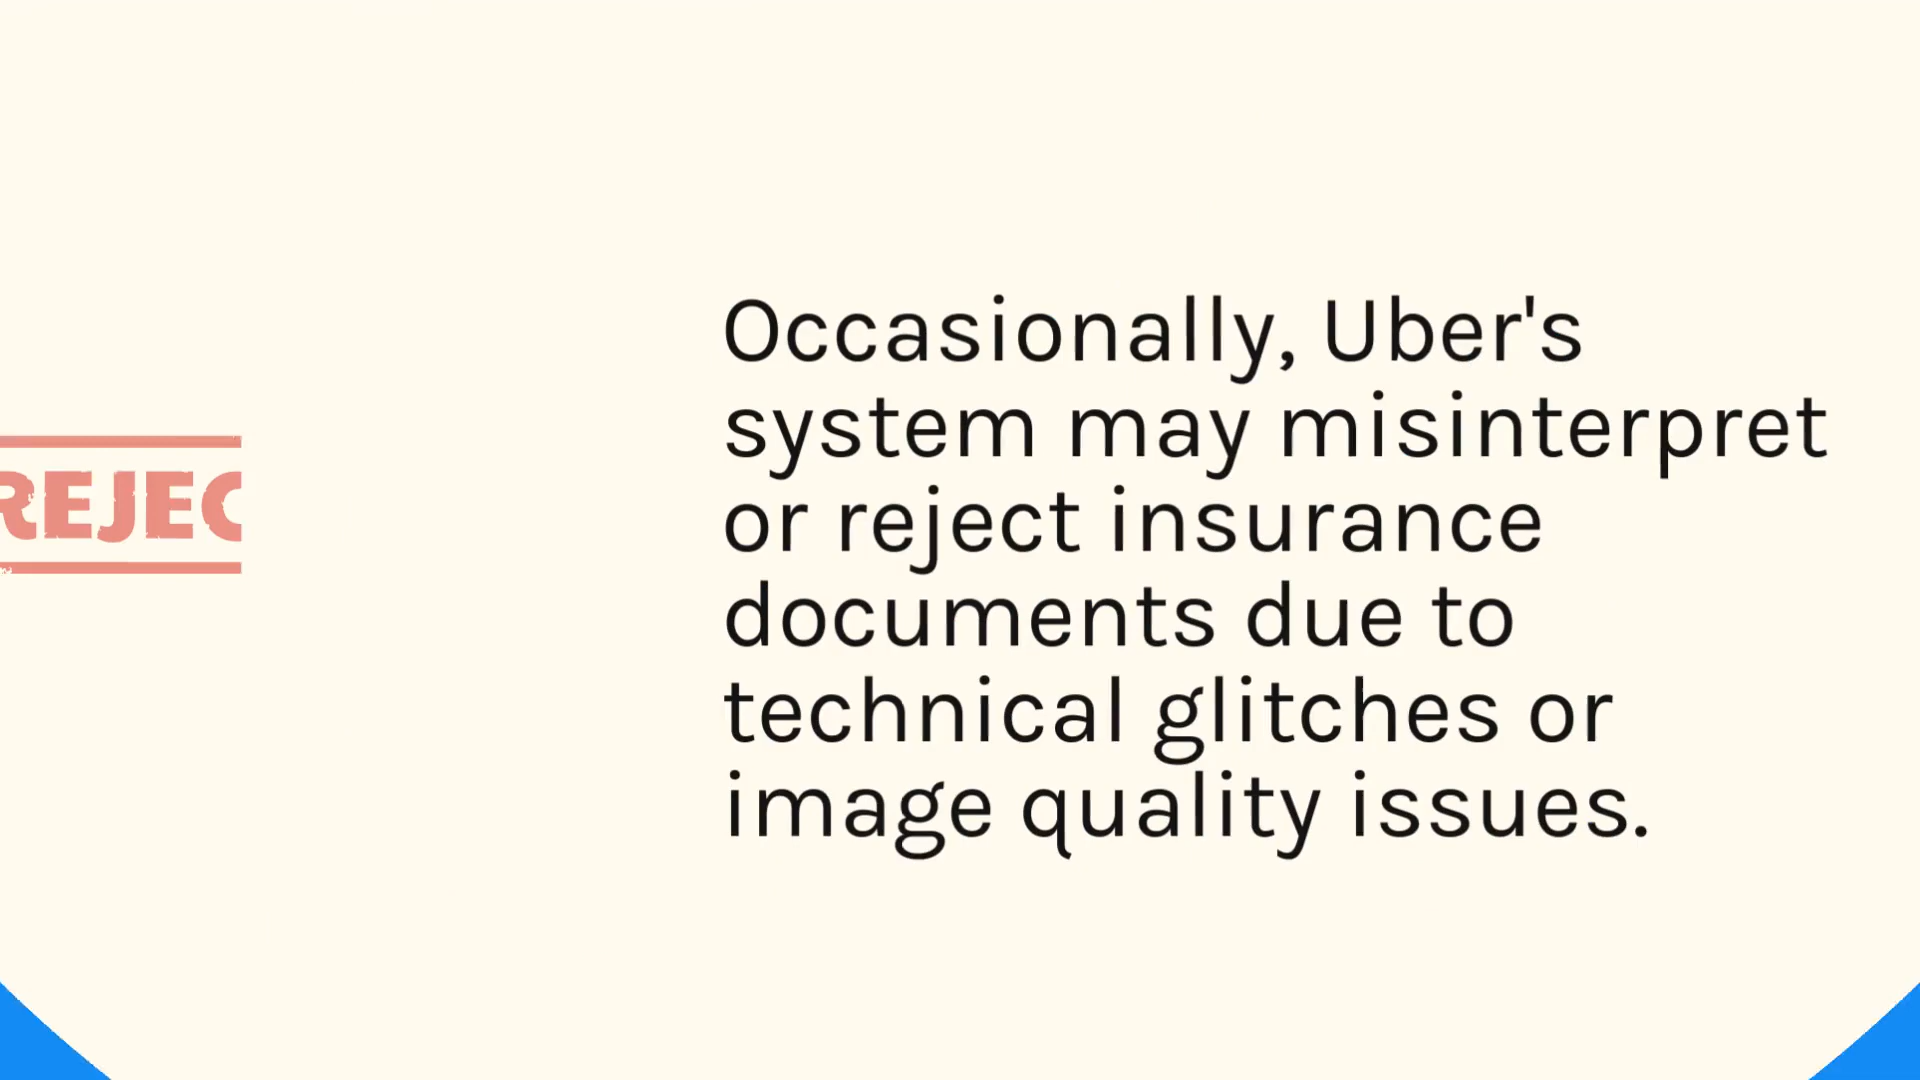 REJEC
Occasionally, Uber's
system may misinterpret
or reject insurance
documents due to
technical glitches or
image quality issues.